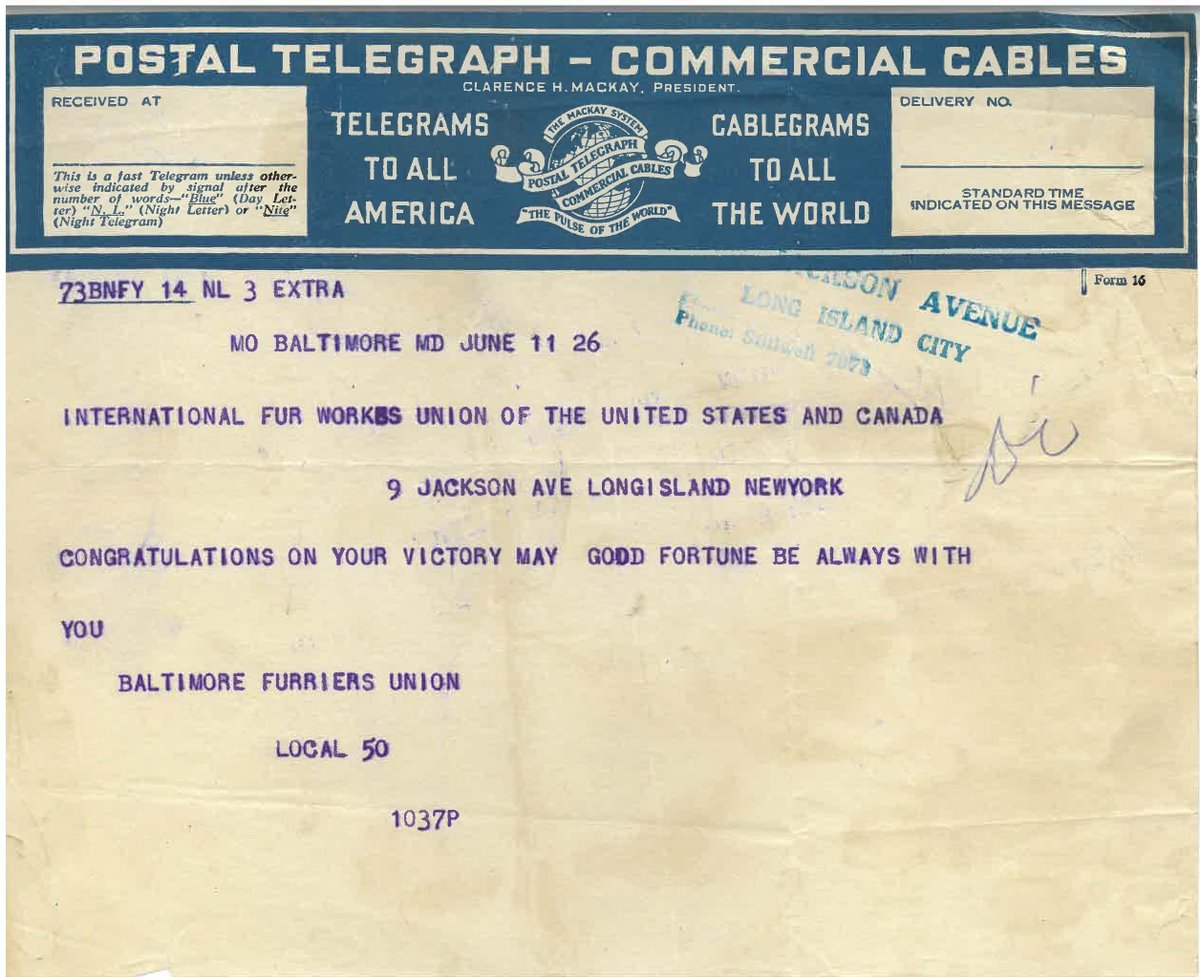 POSTAL TELEGRAPH - COMMERCIAL CABLES
CLARENCE H. MACKAY, PRESIDENT.
RECEIVED AT
This is a fast Telegram unless other-
wise indicated by signal after the
number of words—"Blue" (Day Let-
ter) "N. L." (Night Letter) or "Nite"
(Night Telegram)
TELEGRAMS
TO ALL
AMERICA
THE MACKAY SYSTEM
POSTAL TELEGRAPH
COMMERCIAL CABLES
"THE PULSE OF THE WORLD"
CABLEGRAMS
TO ALL
THE WORLD
DELIVERY NO.
STANDARD TIME
INDICATED ON THIS MESSAGE
Form 16
73BNFY 14 NL 3 EXTRA
AVENUE
LONG ISLAND CITY
Phone:
MO BALTIMORE MD JUNE 11 26
INTERNATIONAL FUR WORKES UNION OF THE UNITED STATES AND CANADA
9 JACKSON AVE LONGISLAND NEWYORK
CONGRATULATIONS ON YOUR VICTORY MAY GODD FORTUNE BE ALWAYS WITH
YOU
BALTIMORE FURRIERS UNION
LOCAL 50
1037P